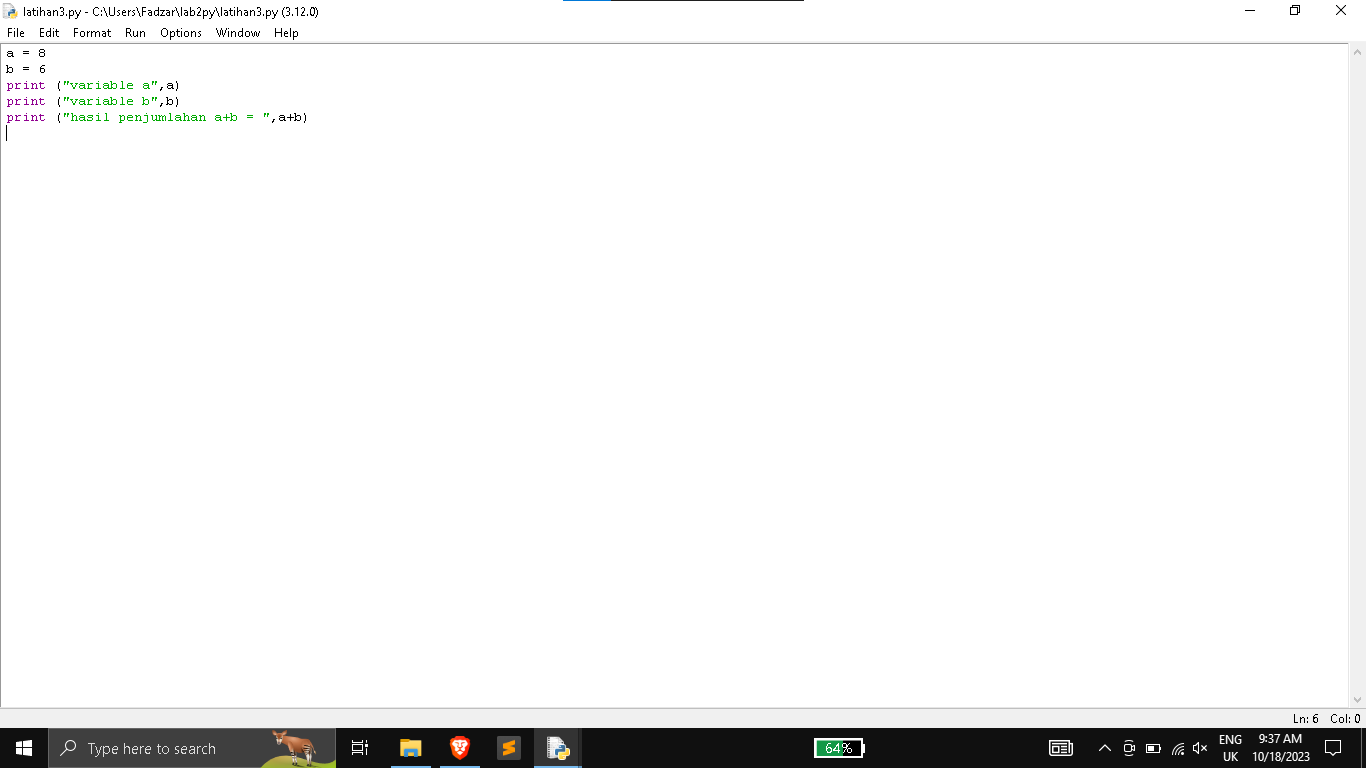 latihan3.py - C:\Users\Fadzar\lab2py\latihan3.py (3.12.0)
File Edit Format Run Options Window Help
a = 8
b = 6
print ("variable a",a)
print ("variable b",b)
print ("hasil penjumlahan a+b = ",a+b)
Ln: 6 Col: 0
Type here to search
64%
ENG
UK
9:37 AM
10/18/2023